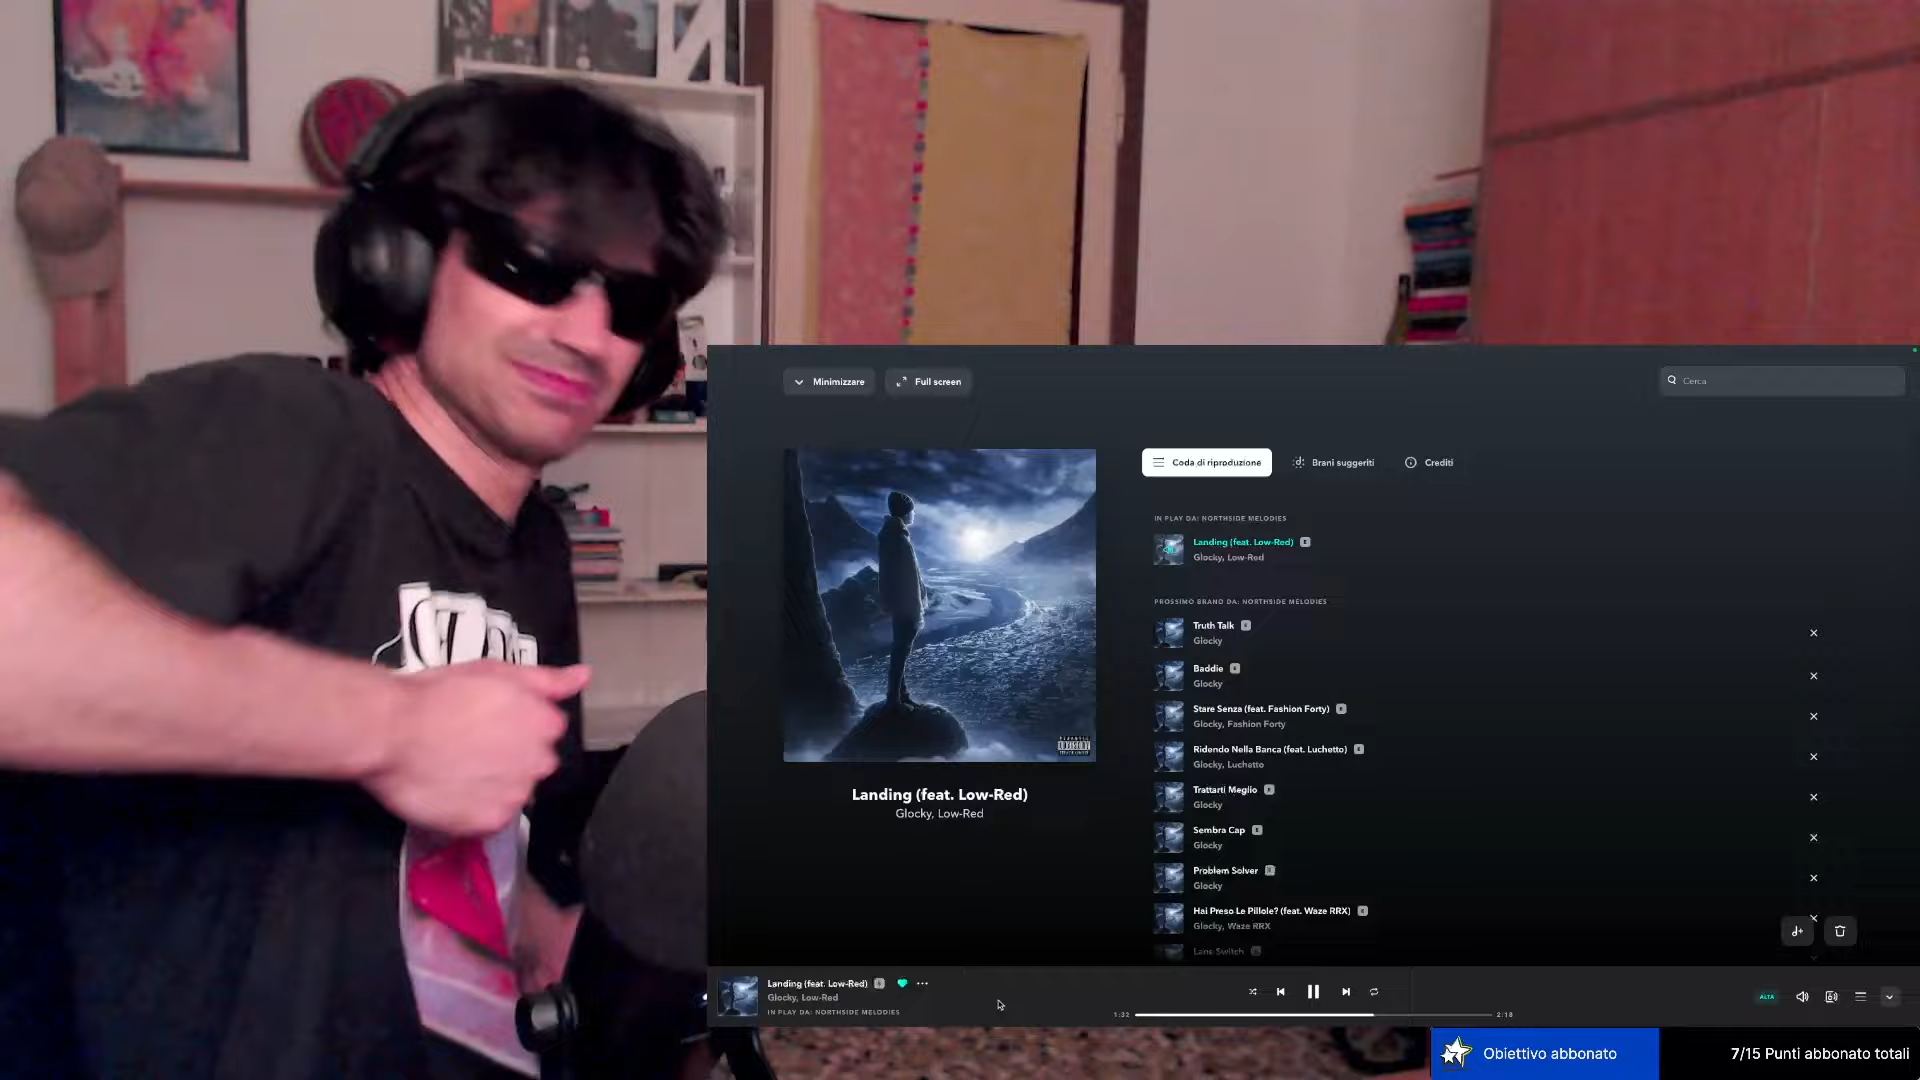 Minimizzare
Full screen
Cerca
Coda di riproduzione
Brani suggeriti
Crediti
IN PLAY DA: NORTHSIDE MELODIES
Landing (feat. Low-Red) E
Glocky, Low-Red
PROSSIMO BRANO DA: NORTHSIDE MELODIES
Truth Talk E
Glocky
Baddie E
Glocky
Stare Senza (feat. Fashion Forty) E
Glocky, Fashion Forty
Ridendo Nella Banca (feat. Luchetto) E
Glocky, Luchetto
Trattarti Meglio E
Glocky
Sembra Cap E
Glocky
Problem Solver E
Glocky
Hai Preso Le Pillole? (feat. Waze RRX) E
Glocky, Waze RRX
Lane Switch E
Landing (feat. Low-Red)
Glocky, Low-Red
Landing (feat. Low-Red) E
Glocky, Low-Red
IN PLAY DA: NORTHSIDE MELODIES
1:32
2:18
ALTA
Obiettivo abbonato
7/15 Punti abbonato totali